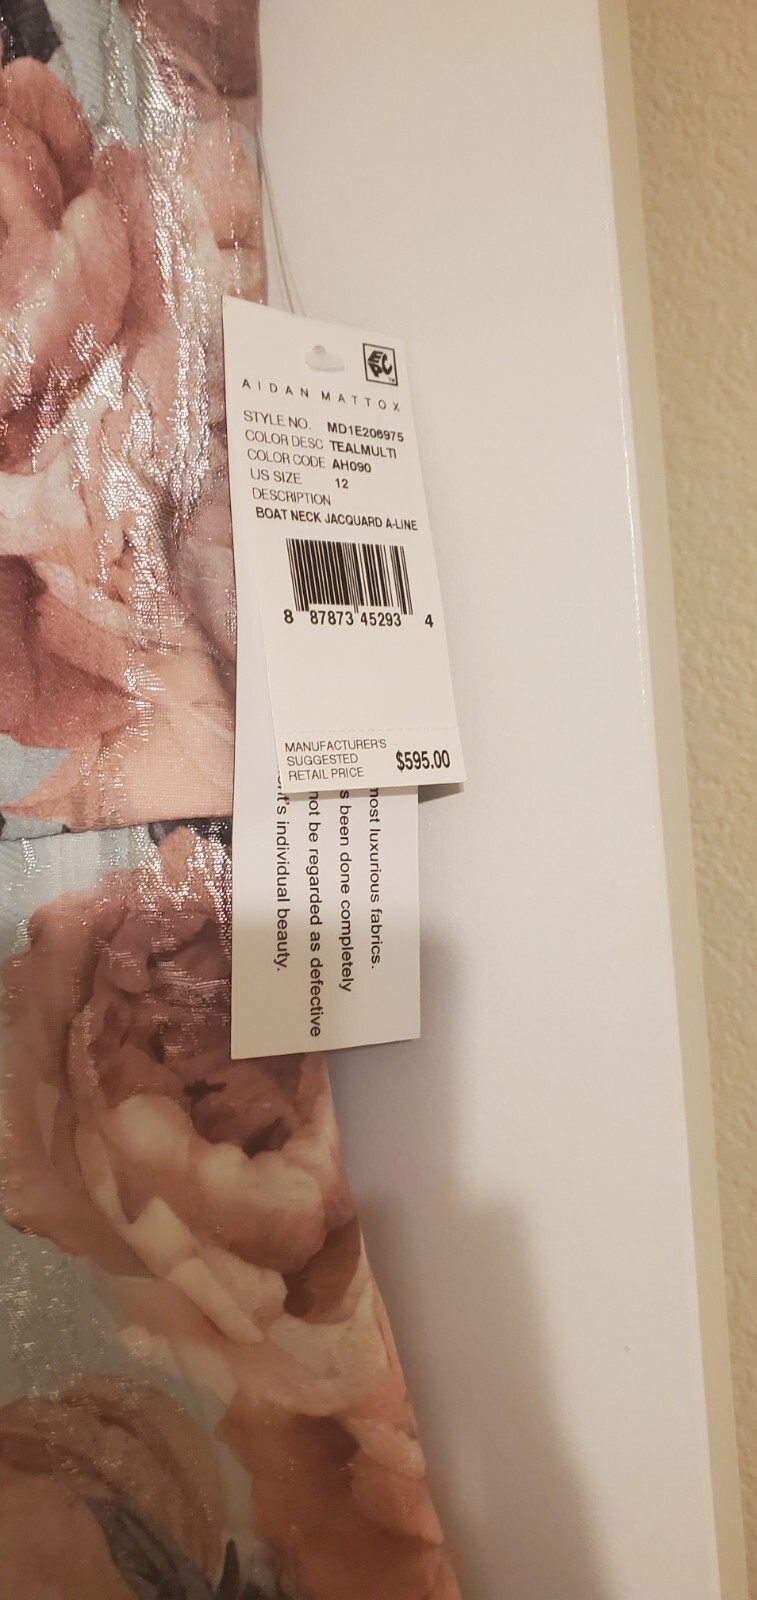 AIDAN MATTOX
STYLE NO. MD1E206975
COLOR DESC TEALMULTI
COLOR CODE AH090
US SIZE 12
DESCRIPTION
BOAT NECK JACQUARD A-LINE
8 87873 45293 4
MANUFACTURER'S
SUGGESTED
RETAIL PRICE
$595.00
most luxurious fabrics.
s been done completely
not be regarded as defective
t's individual beauty.